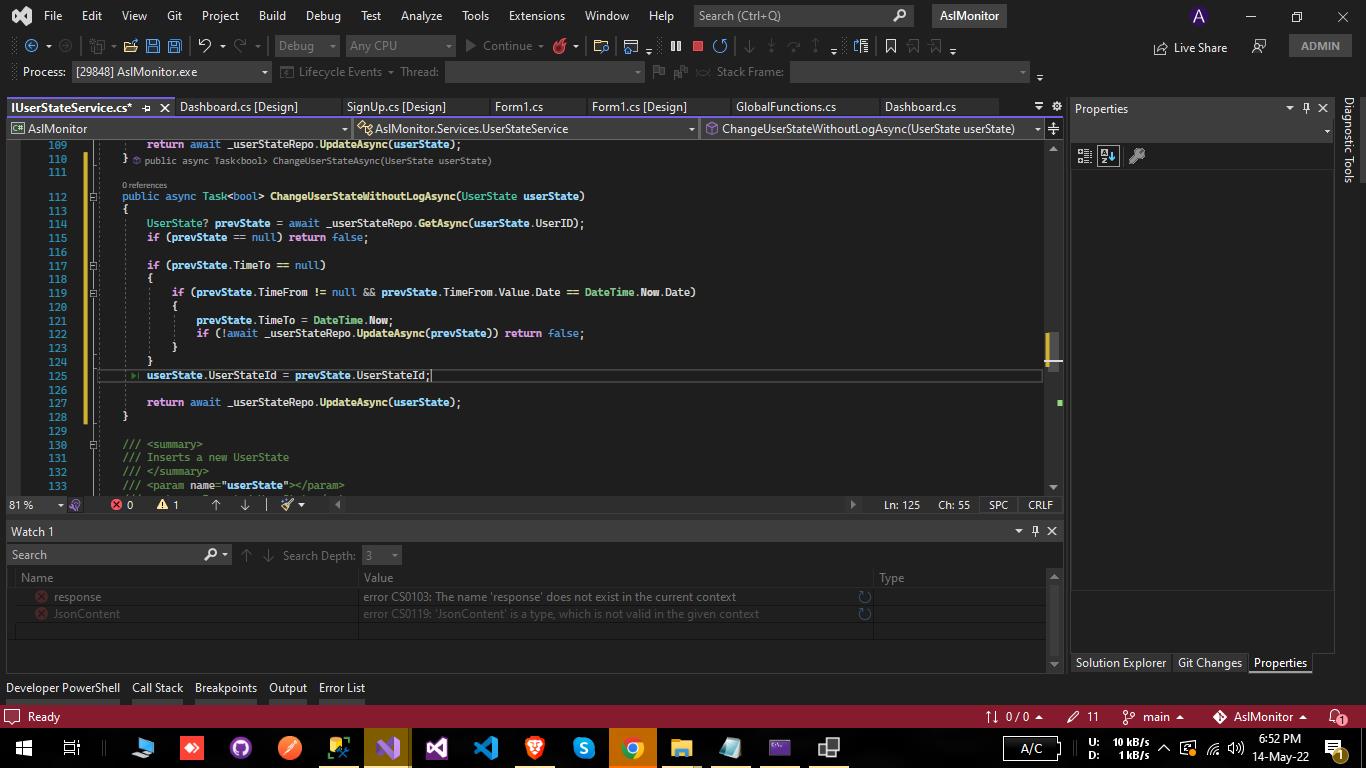 File Edit View Git Project Build Debug Test Analyze Tools Extensions Window Help Search (Ctrl+Q) AslMonitor A
Debug Any CPU Continue Live Share ADMIN
Process: [29848] AslMonitor.exe Lifecycle Events Thread: Stack Frame:
IUserStateService.cs* Dashboard.cs [Design] SignUp.cs [Design] Form1.cs Form1.cs [Design] GlobalFunctions.cs Dashboard.cs
AslMonitor AslMonitor.Services.UserStateService ChangeUserStateWithoutLogAsync(UserState userState)
109 return await _userStateRepo.UpdateAsync(userState);
110 } public async Task<bool> ChangeUserStateAsync(UserState userState)
111
0 references
112 public async Task<bool> ChangeUserStateWithoutLogAsync(UserState userState)
113 {
114 UserState? prevState = await _userStateRepo.GetAsync(userState.UserID);
115 if (prevState == null) return false;
116
117 if (prevState.TimeTo == null)
118 {
119 if (prevState.TimeFrom != null && prevState.TimeFrom.Value.Date == DateTime.Now.Date)
120 {
121 prevState.TimeTo = DateTime.Now;
122 if (!await _userStateRepo.UpdateAsync(prevState)) return false;
123 }
124 }
125 userState.UserStateId = prevState.UserStateId;
126
127 return await _userStateRepo.UpdateAsync(userState);
128 }
129
130 /// <summary>
131 /// Inserts a new UserState
132 /// </summary>
133 /// <param name="userState"></param>
81 % 0 1 Ln: 125 Ch: 55 SPC CRLF
Watch 1
Search Search Depth: 3
Name Value Type
response error CS0103: The name 'response' does not exist in the current context
JsonContent error CS0119: 'JsonContent' is a type, which is not valid in the given context
Properties
Diagnostic Tools
Solution Explorer Git Changes Properties
Developer PowerShell Call Stack Breakpoints Output Error List
Ready 0 / 0 11 main AslMonitor 1
A/C U: 10 kB/s D: 1 kB/s 6:52 PM
14-May-22 1